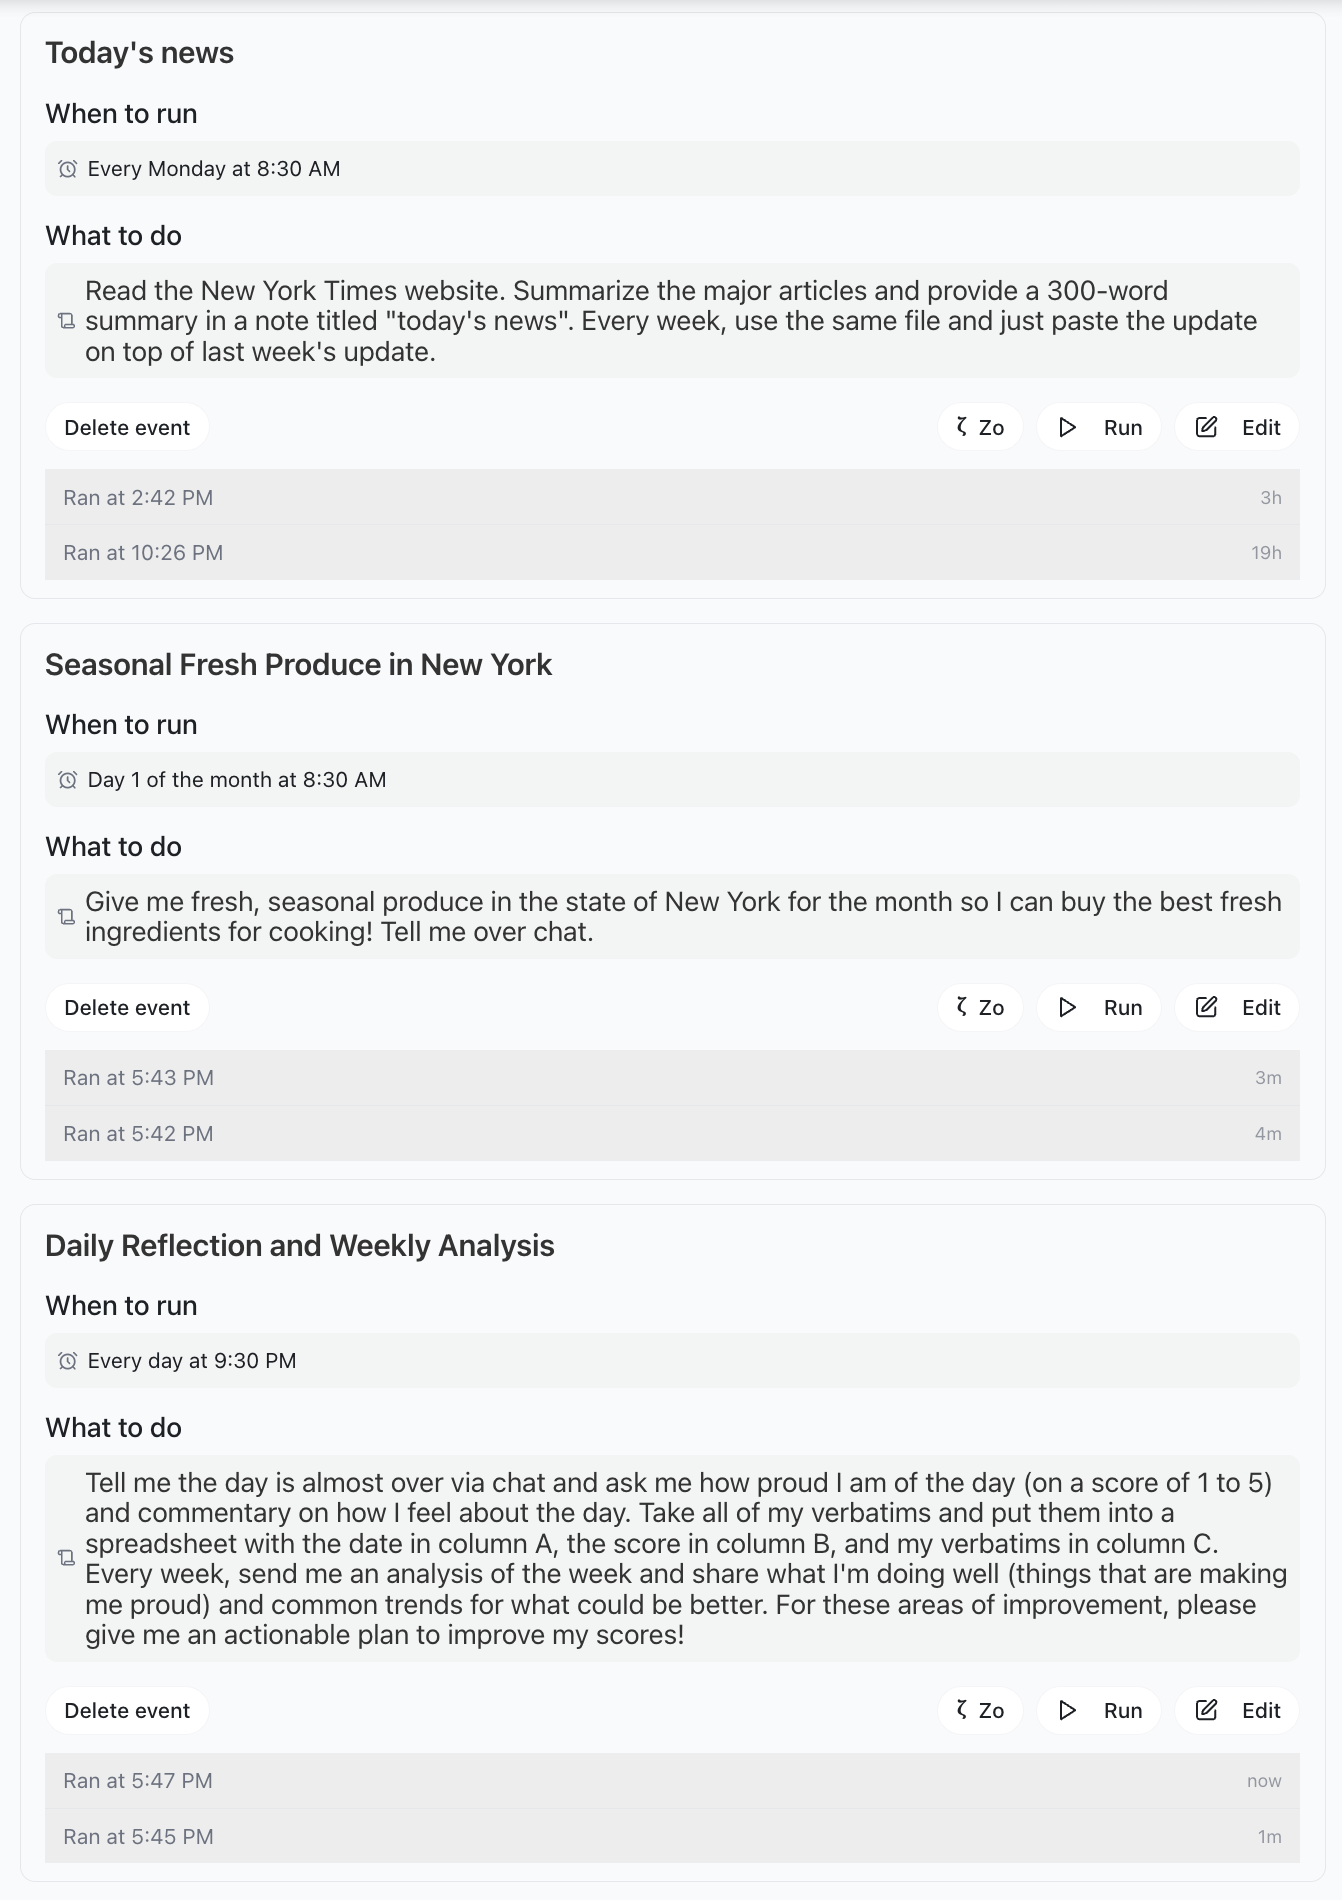 Today's news
When to run
Every Monday at 8:30 AM
What to do
Read the New York Times website. Summarize the major articles and provide a 300-word
summary in a note titled "today's news". Every week, use the same file and just paste the update
on top of last week's update.
Delete event
Zo
Run
Edit
Ran at 2:42 PM
3h
Ran at 10:26 PM
19h
Seasonal Fresh Produce in New York
When to run
Day 1 of the month at 8:30 AM
What to do
Give me fresh, seasonal produce in the state of New York for the month so I can buy the best fresh
ingredients for cooking! Tell me over chat.
Delete event
Zo
Run
Edit
Ran at 5:43 PM
3m
Ran at 5:42 PM
4m
Daily Reflection and Weekly Analysis
When to run
Every day at 9:30 PM
What to do
Tell me the day is almost over via chat and ask me how proud I am of the day (on a score of 1 to 5)
and commentary on how I feel about the day. Take all of my verbatims and put them into a
spreadsheet with the date in column A, the score in column B, and my verbatims in column C.
Every week, send me an analysis of the week and share what I'm doing well (things that are making
me proud) and common trends for what could be better. For these areas of improvement, please
give me an actionable plan to improve my scores!
Delete event
Zo
Run
Edit
Ran at 5:47 PM
now
Ran at 5:45 PM
1m